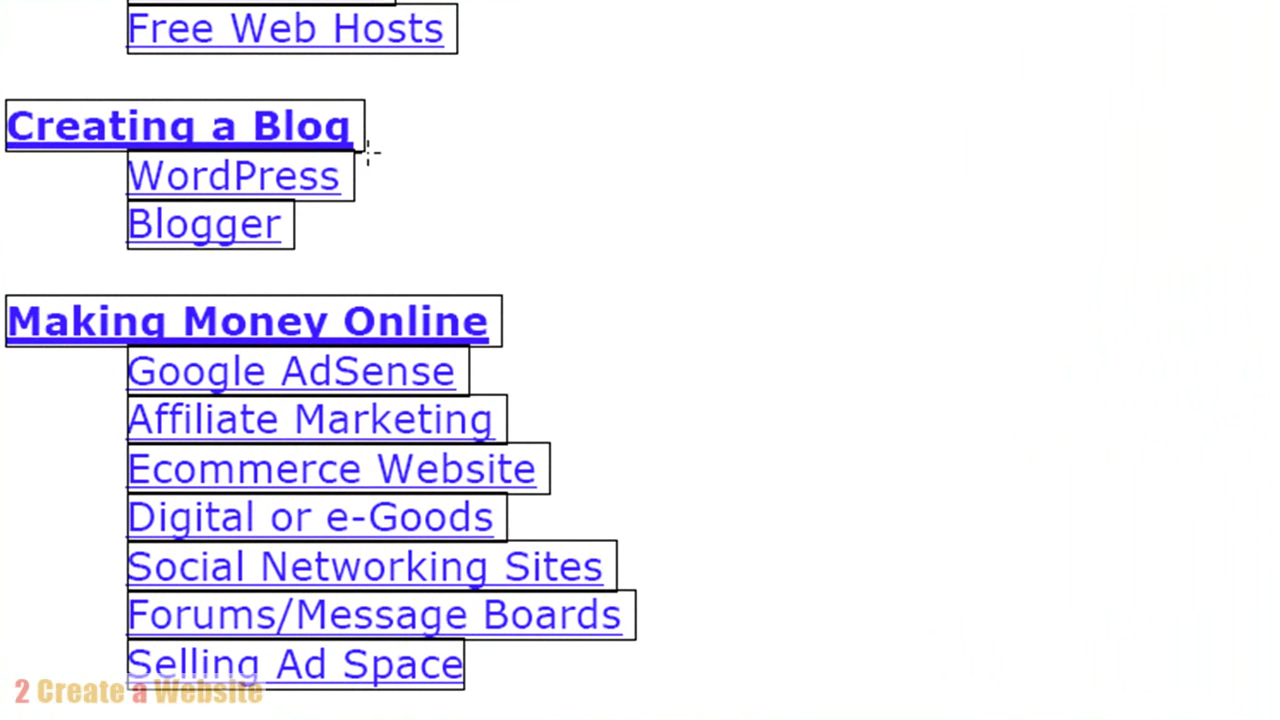 Free Web Hosts
Creating a Blog
WordPress
Blogger
Making Money Online
Google AdSense
Affiliate Marketing
Ecommerce Website
Digital or e-Goods
Social Networking Sites
Forums/Message Boards
Selling Ad Space
2 Create a Website